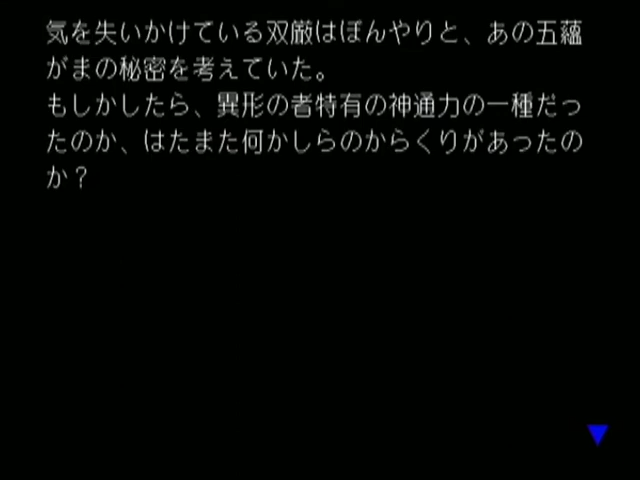 気を失いかけている双厳はぼんやりと、あの五蘊
がまの秘密を考えていた。
もしかしたら、異形の者特有の神通力の一種だっ
たのか、はたまた何かしらのからくりがあったの
か？